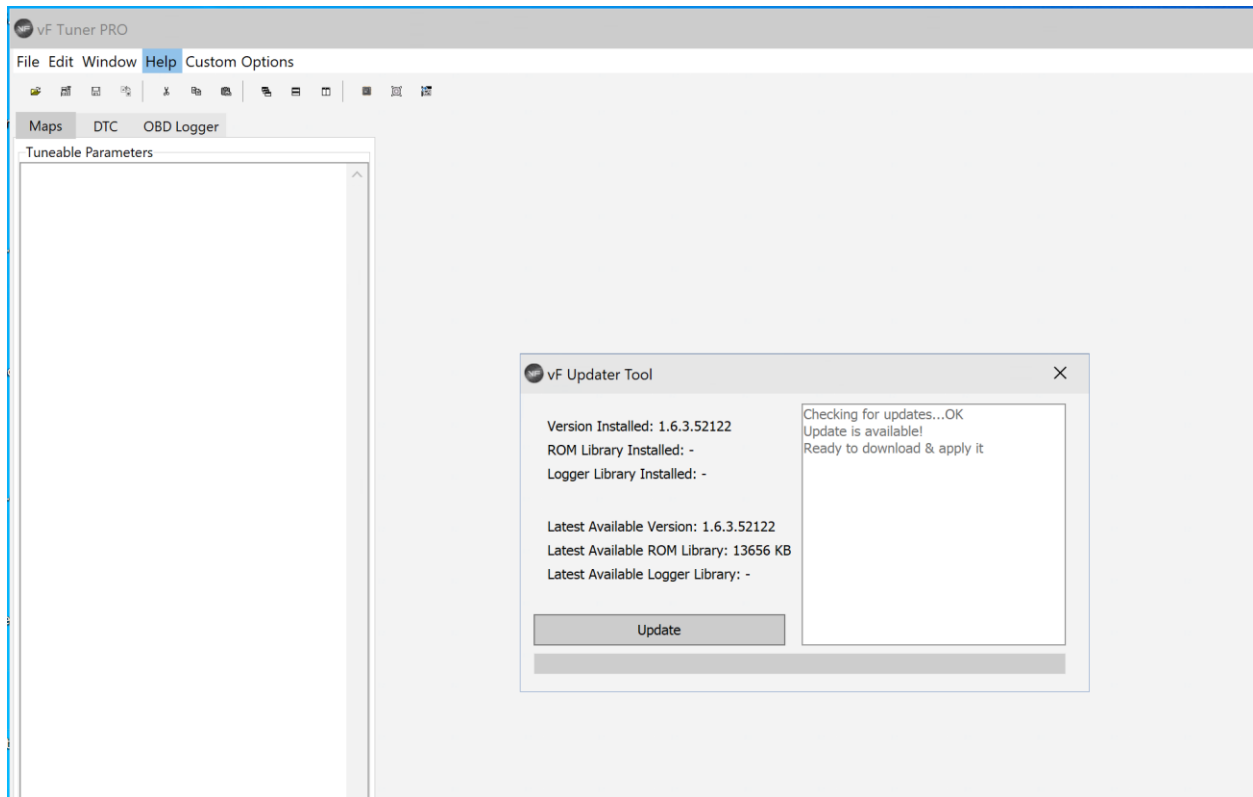 vF Tuner PRO
File Edit Window Help Custom Options
Maps DTC OBD Logger
Tuneable Parameters
vF Updater Tool
Version Installed: 1.6.3.52122
ROM Library Installed: -
Logger Library Installed: -
Latest Available Version: 1.6.3.52122
Latest Available ROM Library: 13656 KB
Latest Available Logger Library: -
Update
Checking for updates...OK
Update is available!
Ready to download & apply it